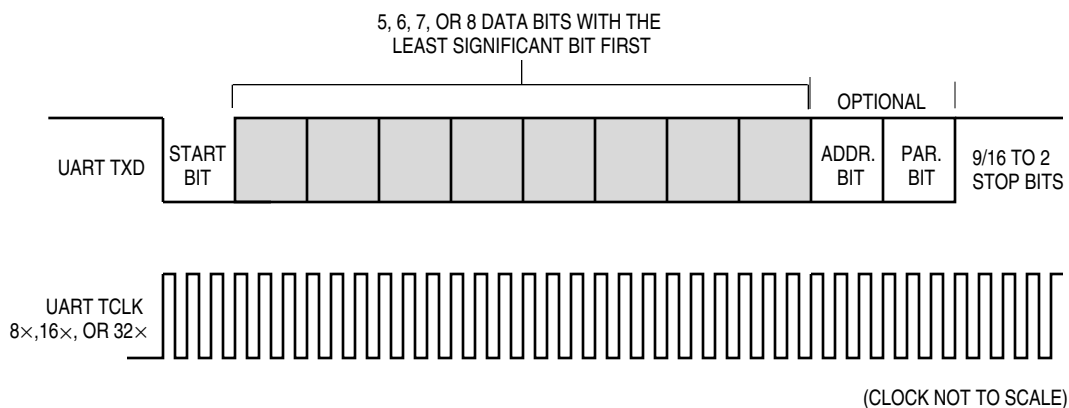 5, 6, 7, OR 8 DATA BITS WITH THE
LEAST SIGNIFICANT BIT FIRST
OPTIONAL
UART TXD
START
BIT
ADDR.
BIT
PAR.
BIT
9/16 TO 2
STOP BITS
UART TCLK
8×,16×, OR 32×
(CLOCK NOT TO SCALE)